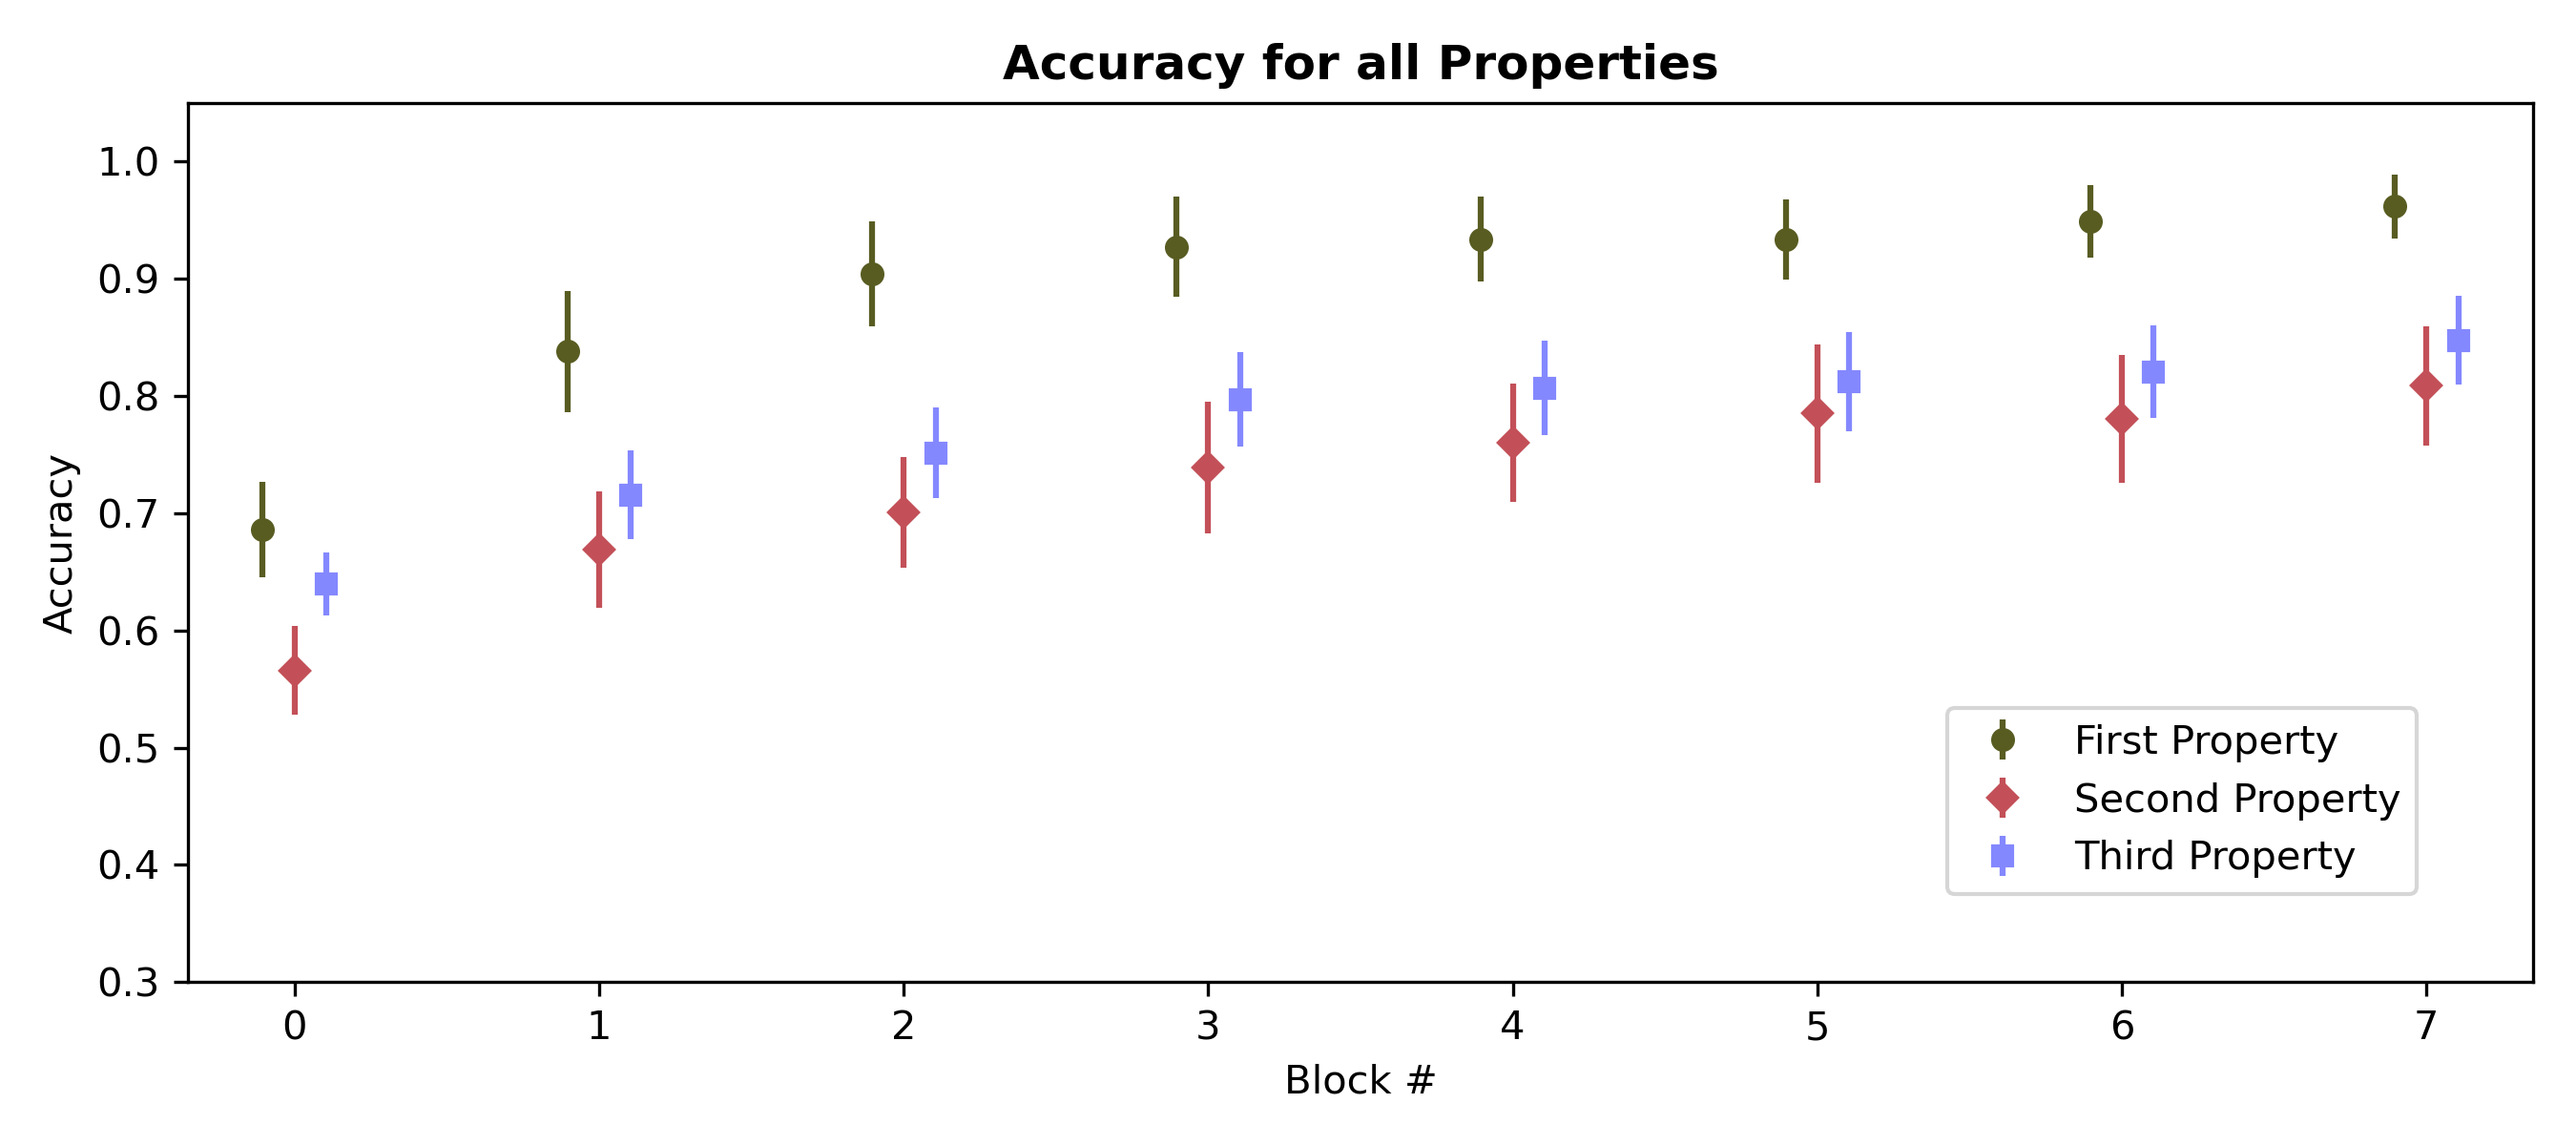 Accuracy for all Properties
1.0
0.9
0.8
0.7
0.6
0.5
0.4
0.3
Accuracy
0 1 2 3 4 5 6 7
Block #
First Property
Second Property
Third Property